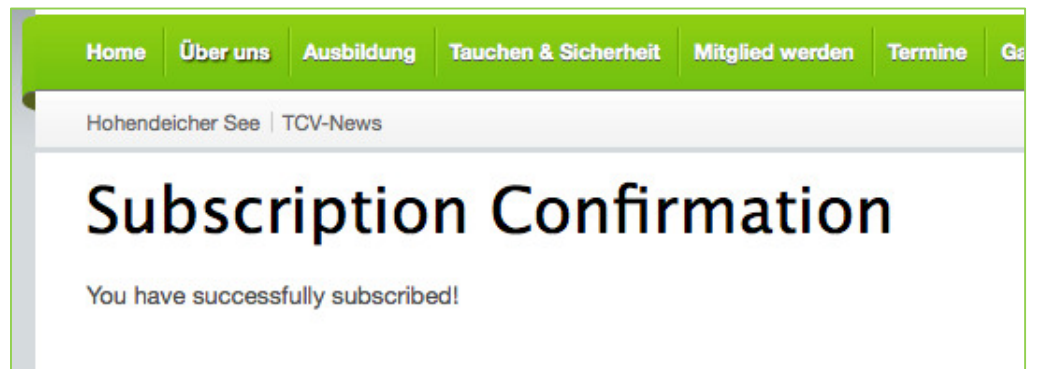 Home Über uns Ausbildung Tauchen & Sicherheit Mitglied werden Termine
Hohendeicher See TCV-News
Subscription Confirmation
You have successfully subscribed!